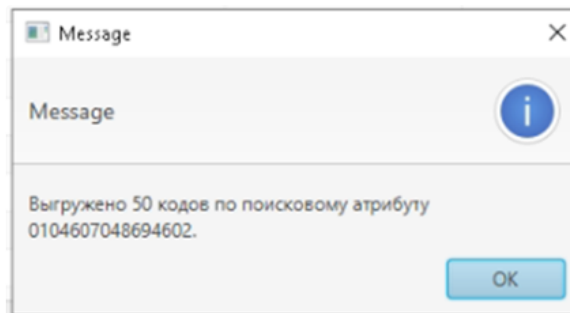 Message
Message
Выгружено 50 кодов по поисковому атрибуту
0104607048694602.
OK